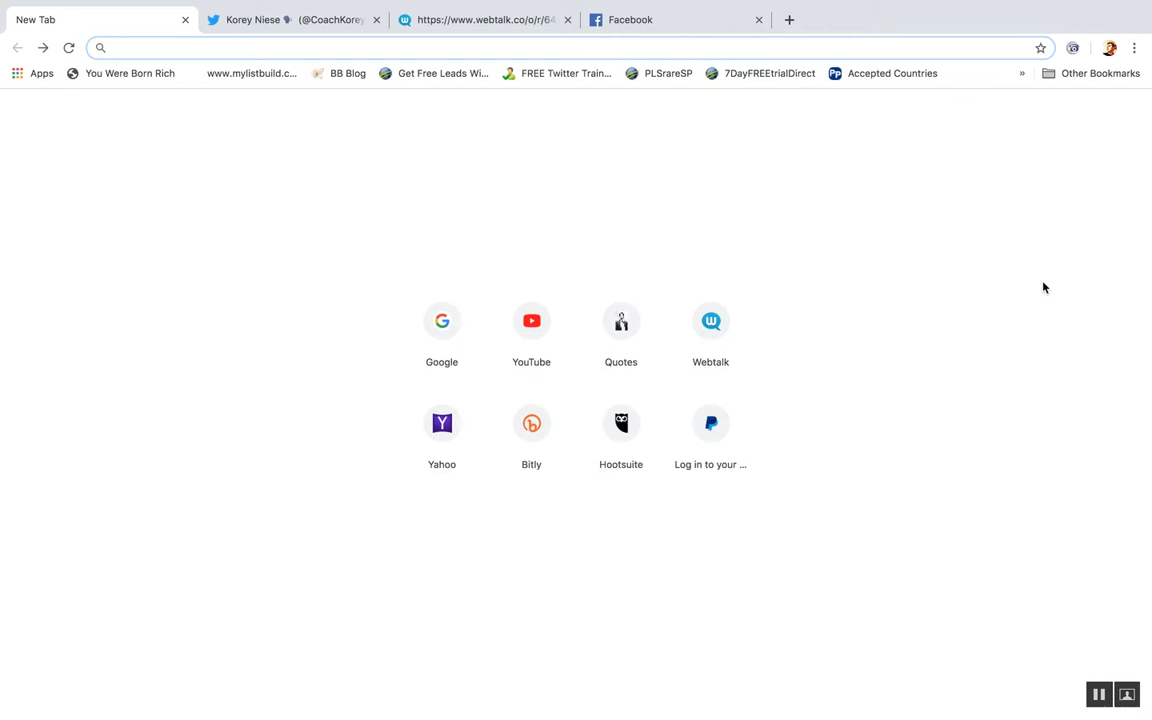 New Tab
Korey Niese (@CoachKorey
https://www.webtalk.co/o/r/64
Facebook
Apps
You Were Born Rich
www.mylistbuild.c...
BB Blog
Get Free Leads Wi...
FREE Twitter Train...
PLSrareSP
7DayFREEtrialDirect
Accepted Countries
»
Other Bookmarks
Google
YouTube
Quotes
Webtalk
Yahoo
Bitly
Hootsuite
Log in to your ...